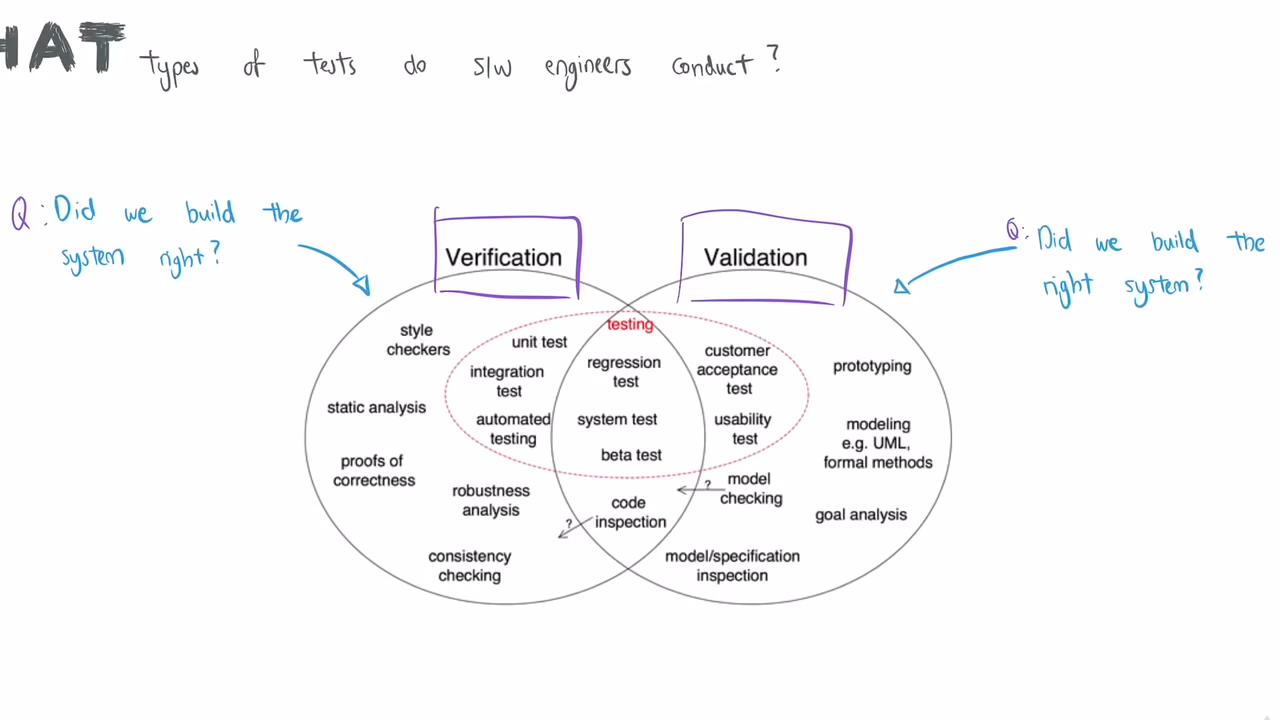 HAT types of tests do s/w engineers conduct?
Q: Did we build the
system right?
Q: Did we build the
right system?
Verification
Validation
style
checkers
static analysis
proofs of
correctness
robustness
analysis
consistency
checking
unit test
integration
test
automated
testing
testing
regression
test
system test
beta test
code
inspection
?
?
customer
acceptance
test
usability
test
model
checking
model/specification
inspection
prototyping
modeling
e.g. UML,
formal methods
goal analysis